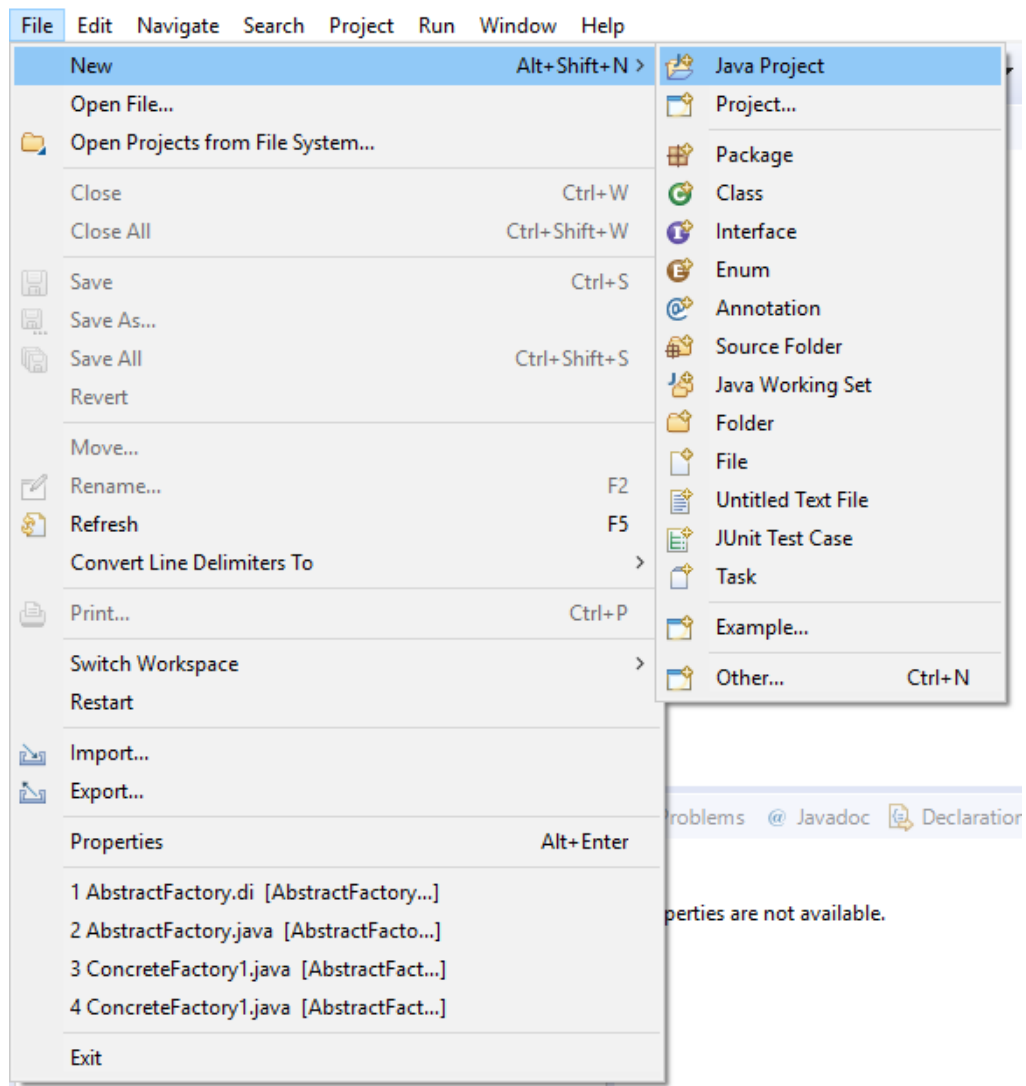 File Edit Navigate Search Project Run Window Help
New Alt+Shift+N >
Open File...
Open Projects from File System...
Close Ctrl+W
Close All Ctrl+Shift+W
Save Ctrl+S
Save As...
Save All Ctrl+Shift+S
Revert
Move...
Rename... F2
Refresh F5
Convert Line Delimiters To >
Print... Ctrl+P
Switch Workspace >
Restart
Import...
Export...
Properties Alt+Enter
1 AbstractFactory.di [AbstractFactory...]
2 AbstractFactory.java [AbstractFacto...]
3 ConcreteFactory1.java [AbstractFact...]
4 ConcreteFactory1.java [AbstractFact...]
Exit
Java Project
Project...
Package
Class
Interface
Enum
Annotation
Source Folder
Java Working Set
Folder
File
Untitled Text File
JUnit Test Case
Task
Example...
Other... Ctrl+N
roblems @ Javadoc Declaration
perties are not available.